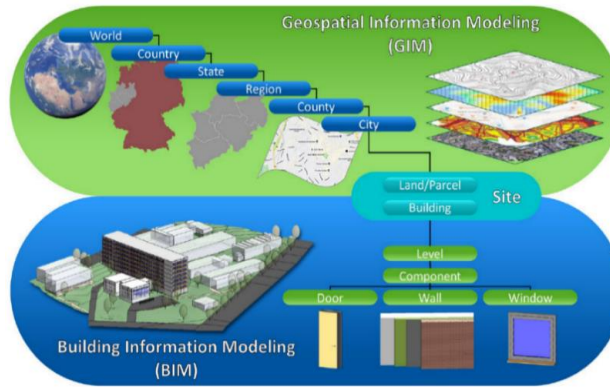 Geospatial Information Modeling
(GIM)
World
Country
State
Region
County
City
Land/Parcel
Building
Site
Level
Component
Door
Wall
Window
Building Information Modeling
(BIM)